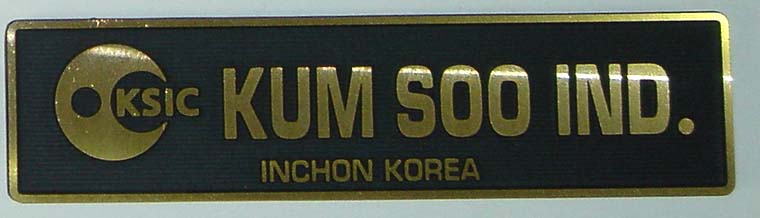 KSIC
KUM SOO IND.
INCHON KOREA